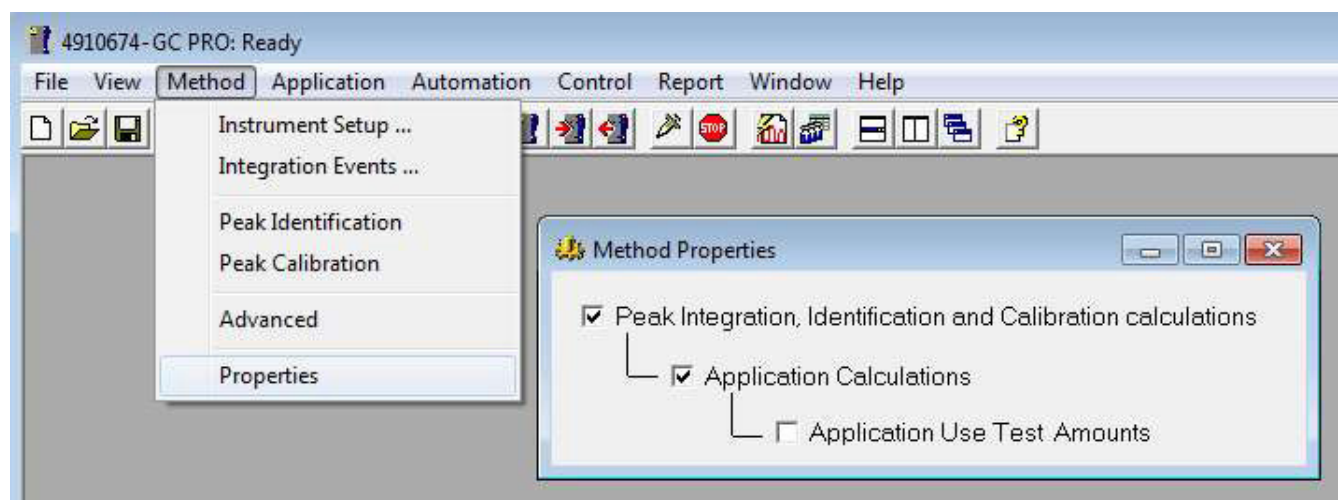 4910674-GC PRO: Ready
File View Method Application Automation Control Report Window Help
Instrument Setup ...
Integration Events ...
Peak Identification
Peak Calibration
Advanced
Properties
STOP
Method Properties
Peak Integration, Identification and Calibration calculations
Application Calculations
Application Use Test Amounts